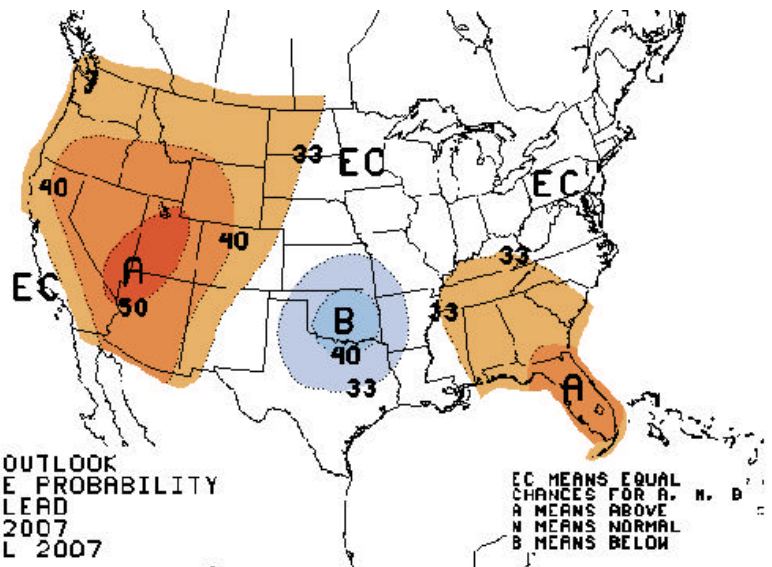 33
EC
EC
40
40
33
A
EC
50
33
B
40
33
A
OUTLOOK
E PROBABILITY
LEAD
2007
L 2007
EC MEANS EQUAL
CHANCES FOR A, N, B
A MEANS ABOVE
N MEANS NORMAL
B MEANS BELOW